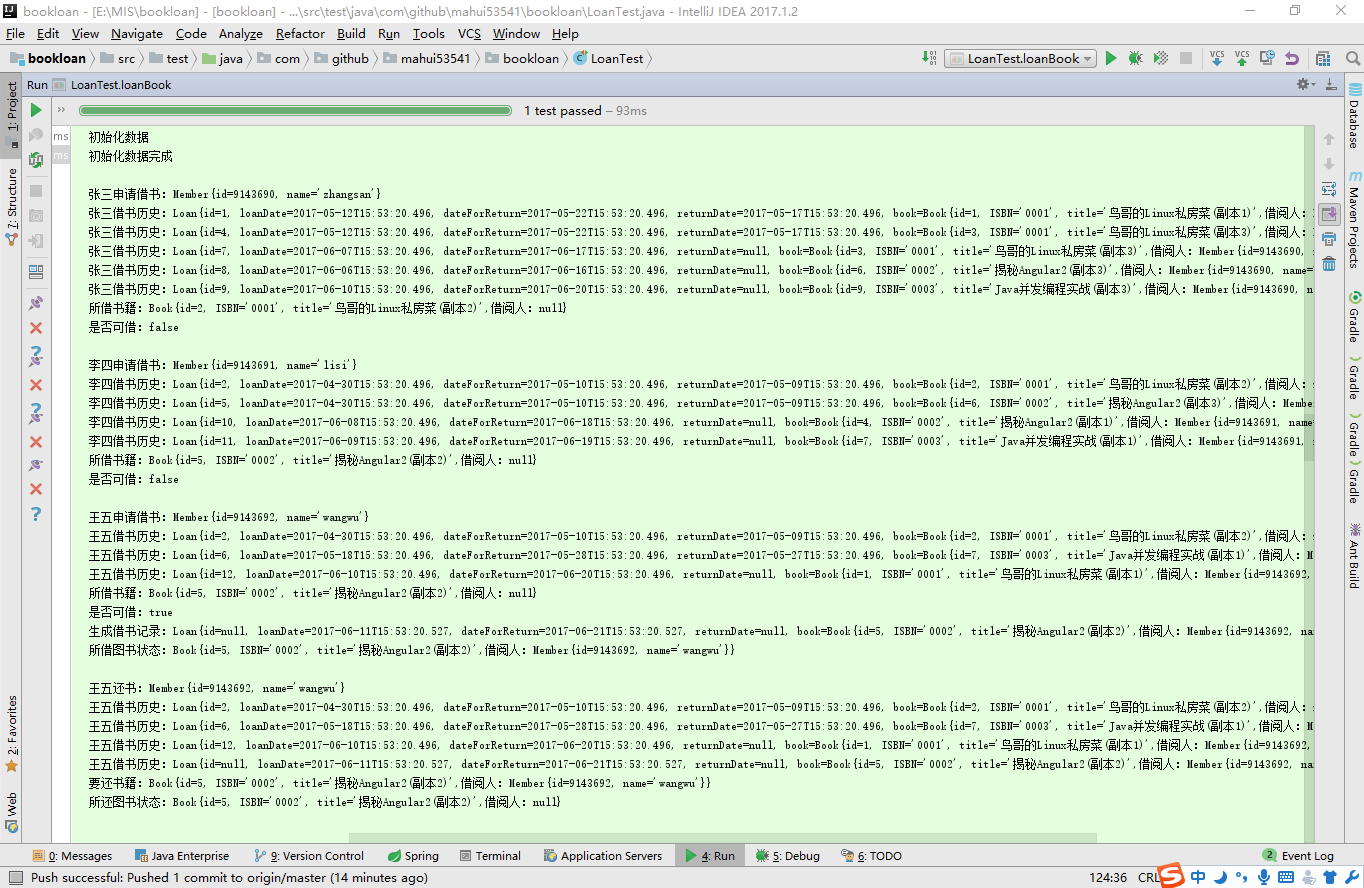 bookloan - [E:\MIS\bookloan] - [bookloan] - ...\src\test\java\com\github\mahui53541\bookloan\LoanTest.java - IntelliJ IDEA 2017.1.2
File Edit View Navigate Code Analyze Refactor Build Run Tools VCS Window Help
bookloan src test java com github mahui53541 bookloan LoanTest LoanTest.loanBook VCS VCS
Run LoanTest.loanBook
1 test passed – 93ms
1: Project
7: Structure
2: Favorites
Web
ms
ms
初始化数据
初始化数据完成
张三申请借书: Member{id=9143690, name='zhangsan'}
张三借书历史: Loan{id=1, loanDate=2017-05-12T15:53:20.496, dateForReturn=2017-05-22T15:53:20.496, returnDate=2017-05-17T15:53:20.496, book=Book{id=1, ISBN='0001', title='鸟哥的Linux私房菜(副本1)',借阅人:
张三借书历史: Loan{id=4, loanDate=2017-05-12T15:53:20.496, dateForReturn=2017-05-22T15:53:20.496, returnDate=2017-05-17T15:53:20.496, book=Book{id=3, ISBN='0001', title='鸟哥的Linux私房菜(副本3)',借阅人:
张三借书历史: Loan{id=7, loanDate=2017-06-07T15:53:20.496, dateForReturn=2017-06-17T15:53:20.496, returnDate=null, book=Book{id=3, ISBN='0001', title='鸟哥的Linux私房菜(副本3)',借阅人: Member{id=9143690,
张三借书历史: Loan{id=8, loanDate=2017-06-06T15:53:20.496, dateForReturn=2017-06-16T15:53:20.496, returnDate=null, book=Book{id=6, ISBN='0002', title='揭秘Angular2(副本3)',借阅人: Member{id=9143690, name=
张三借书历史: Loan{id=9, loanDate=2017-06-10T15:53:20.496, dateForReturn=2017-06-20T15:53:20.496, returnDate=null, book=Book{id=9, ISBN='0003', title='Java并发编程实战(副本3)',借阅人: Member{id=9143690,
所借书籍: Book{id=2, ISBN='0001', title='鸟哥的Linux私房菜(副本2)',借阅人: null}
是否可借: false
李四申请借书: Member{id=9143691, name='lisi'}
李四借书历史: Loan{id=2, loanDate=2017-04-30T15:53:20.496, dateForReturn=2017-05-10T15:53:20.496, returnDate=2017-05-09T15:53:20.496, book=Book{id=2, ISBN='0001', title='鸟哥的Linux私房菜(副本2)',借阅人:
李四借书历史: Loan{id=5, loanDate=2017-04-30T15:53:20.496, dateForReturn=2017-05-10T15:53:20.496, returnDate=2017-05-09T15:53:20.496, book=Book{id=6, ISBN='0002', title='揭秘Angular2(副本3)',借阅人: Membe
李四借书历史: Loan{id=10, loanDate=2017-06-08T15:53:20.496, dateForReturn=2017-06-18T15:53:20.496, returnDate=null, book=Book{id=4, ISBN='0002', title='揭秘Angular2(副本1)',借阅人: Member{id=9143691, nam
李四借书历史: Loan{id=11, loanDate=2017-06-09T15:53:20.496, dateForReturn=2017-06-19T15:53:20.496, returnDate=null, book=Book{id=7, ISBN='0003', title='Java并发编程实战(副本1)',借阅人: Member{id=9143691,
所借书籍: Book{id=5, ISBN='0002', title='揭秘Angular2(副本2)',借阅人: null}
是否可借: false
王五申请借书: Member{id=9143692, name='wangwu'}
王五借书历史: Loan{id=2, loanDate=2017-04-30T15:53:20.496, dateForReturn=2017-05-10T15:53:20.496, returnDate=2017-05-09T15:53:20.496, book=Book{id=2, ISBN='0001', title='鸟哥的Linux私房菜(副本2)',借阅人:
王五借书历史: Loan{id=6, loanDate=2017-05-18T15:53:20.496, dateForReturn=2017-05-28T15:53:20.496, returnDate=2017-05-27T15:53:20.496, book=Book{id=7, ISBN='0003', title='Java并发编程实战(副本1)',借阅人: M
王五借书历史: Loan{id=12, loanDate=2017-06-10T15:53:20.496, dateForReturn=2017-06-20T15:53:20.496, returnDate=null, book=Book{id=1, ISBN='0001', title='鸟哥的Linux私房菜(副本1)',借阅人: Member{id=9143692,
所借书籍: Book{id=5, ISBN='0002', title='揭秘Angular2(副本2)',借阅人: null}
是否可借: true
生成借书记录: Loan{id=null, loanDate=2017-06-11T15:53:20.527, dateForReturn=2017-06-21T15:53:20.527, returnDate=null, book=Book{id=5, ISBN='0002', title='揭秘Angular2(副本2)',借阅人: Member{id=9143692, na
所借图书状态: Book{id=5, ISBN='0002', title='揭秘Angular2(副本2)',借阅人: Member{id=9143692, name='wangwu'}}
王五还书: Member{id=9143692, name='wangwu'}
王五借书历史: Loan{id=2, loanDate=2017-04-30T15:53:20.496, dateForReturn=2017-05-10T15:53:20.496, returnDate=2017-05-09T15:53:20.496, book=Book{id=2, ISBN='0001', title='鸟哥的Linux私房菜(副本2)',借阅人:
王五借书历史: Loan{id=6, loanDate=2017-05-18T15:53:20.496, dateForReturn=2017-05-28T15:53:20.496, returnDate=2017-05-27T15:53:20.496, book=Book{id=7, ISBN='0003', title='Java并发编程实战(副本1)',借阅人: M
王五借书历史: Loan{id=12, loanDate=2017-06-10T15:53:20.496, dateForReturn=2017-06-20T15:53:20.496, returnDate=null, book=Book{id=1, ISBN='0001', title='鸟哥的Linux私房菜(副本1)',借阅人: Member{id=9143692,
王五借书历史: Loan{id=null, loanDate=2017-06-11T15:53:20.527, dateForReturn=2017-06-21T15:53:20.527, returnDate=null, book=Book{id=5, ISBN='0002', title='揭秘Angular2(副本2)',借阅人: Member{id=9143692, na
要还书籍: Book{id=5, ISBN='0002', title='揭秘Angular2(副本2)',借阅人: Member{id=9143692, name='wangwu'}}
所还图书状态: Book{id=5, ISBN='0002', title='揭秘Angular2(副本2)',借阅人: null}
Database
Maven Projects
Gradle
Gradle
Gradle
Gradle
Ant Build
0: Messages Java Enterprise 9: Version Control Spring Terminal Application Servers 4: Run 5: Debug 6: TODO 2 Event Log
Push successful: Pushed 1 commit to origin/master (14 minutes ago) 124:36 CRL 中